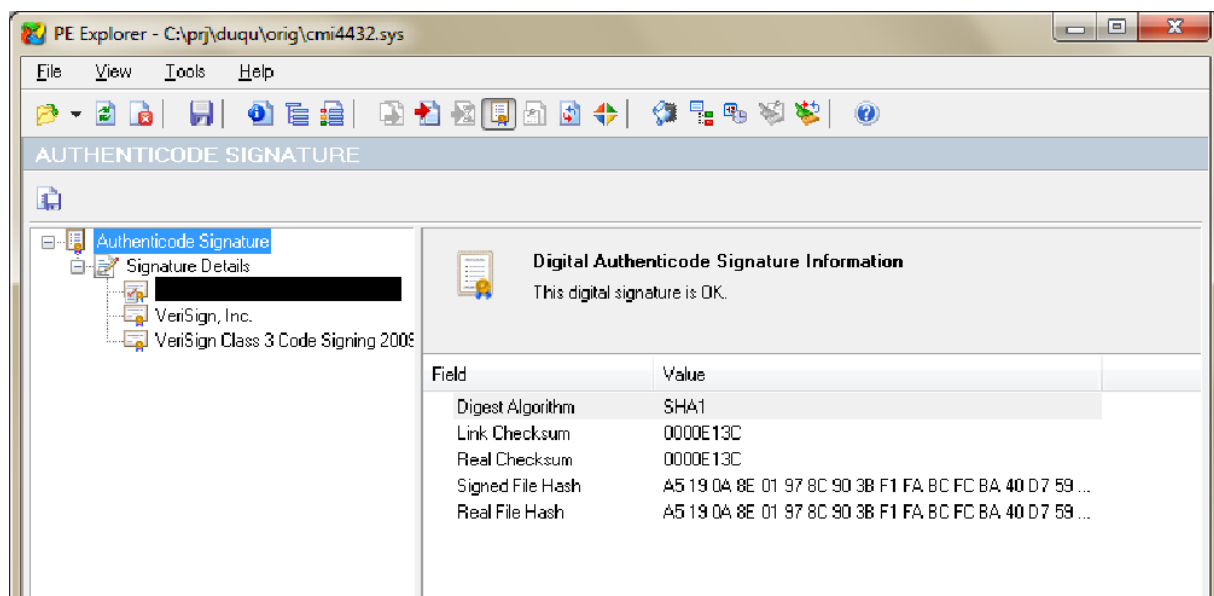 PE Explorer - C:\prj\duqu\orig\cmi4432.sys
File View Tools Help
AUTHENTICODE SIGNATURE
Authenticode Signature
Signature Details
VeriSign, Inc.
VeriSign Class 3 Code Signing 2009
Digital Authenticode Signature Information
This digital signature is OK.
Field Value
Digest Algorithm SHA1
Link Checksum 0000E13C
Real Checksum 0000E13C
Signed File Hash A5 19 0A 8E 01 97 8C 90 3B F1 FA BC FC BA 40 D7 59 ...
Real File Hash A5 19 0A 8E 01 97 8C 90 3B F1 FA BC FC BA 40 D7 59 ...